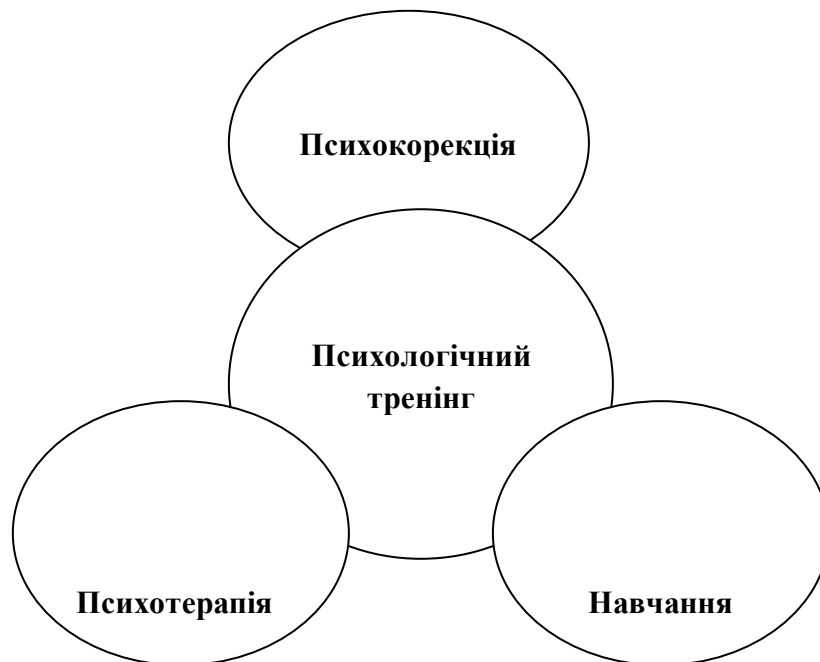 Психокорекція
Психологічний
тренінг
Психотерапія
Навчання